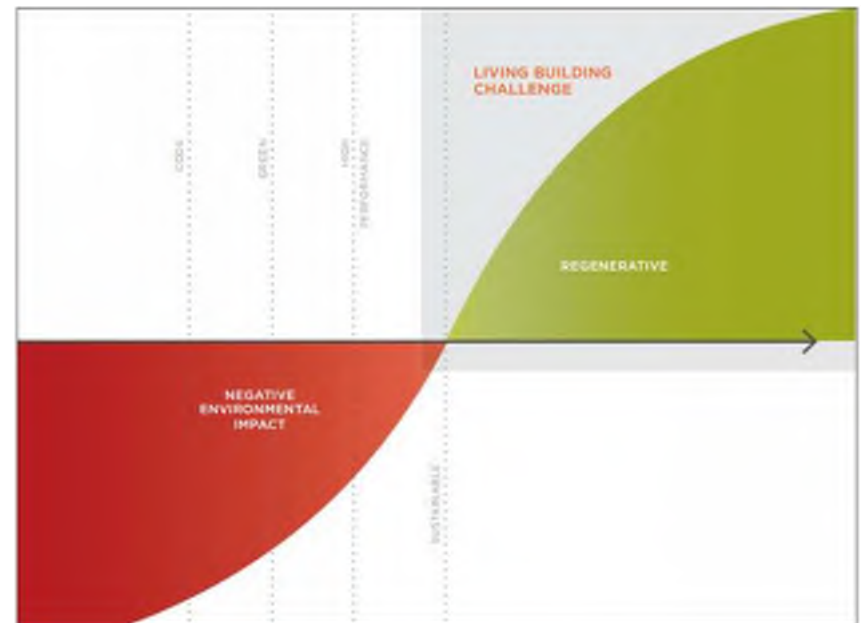 LIVING BUILDING
CHALLENGE
CODE
GREEN
HIGH
PERFORMANCE
REGENERATIVE
NEGATIVE
ENVIRONMENTAL
IMPACT
SUSTAINABLE